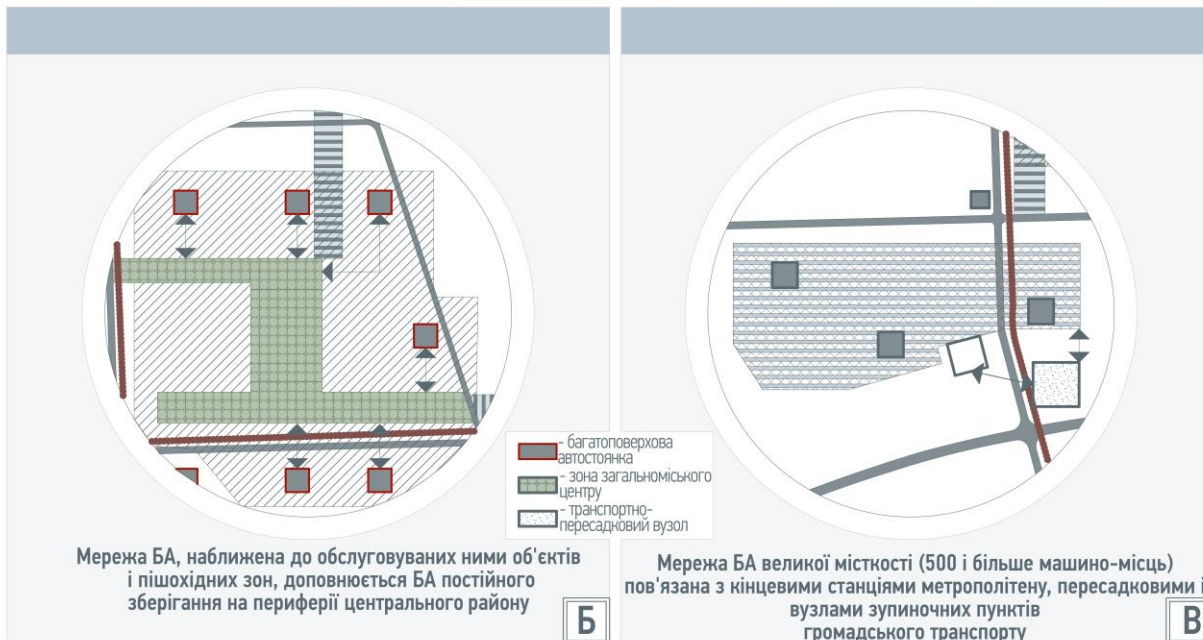 - багатоповерхова
автостоянка
- зона загальноміського
центру
- транспортно-
пересадковий вузол
Мережа БА, наближена до обслуговуваних ними об'єктів
і пішохідних зон, доповнюється БА постійного
зберігання на периферії центрального району
Б
Мережа БА великої місткості (500 і більше машино-місць)
пов'язана з кінцевими станціями метрополітену, пересадковими і
вузлами зупиночних пунктів
громадського транспорту
В